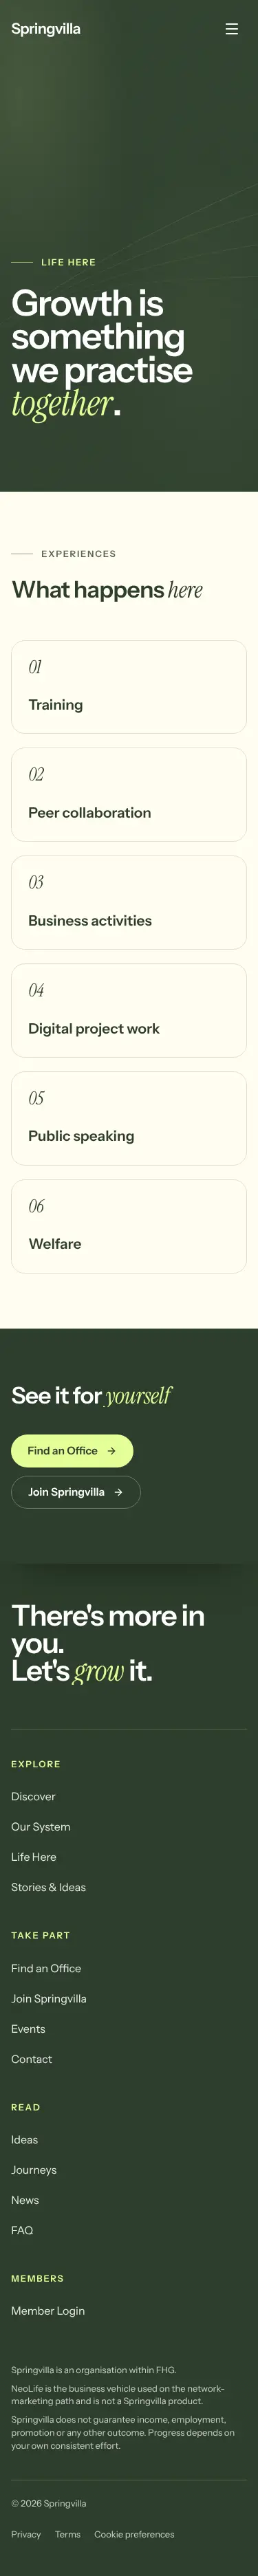 Springvilla
LIFE HERE
Growth is
something
we practise
together.
EXPERIENCES
What happens here
01
Training
02
Peer collaboration
03
Business activities
04
Digital project work
05
Public speaking
06
Welfare
See it for yourself
Find an Office →
Join Springvilla →
There's more in
you.
Let's grow it.
EXPLORE
Discover
Our System
Life Here
Stories & Ideas
TAKE PART
Find an Office
Join Springvilla
Events
Contact
READ
Ideas
Journeys
News
FAQ
MEMBERS
Member Login
Springvilla is an organisation within FHG.
NeoLife is the business vehicle used on the network-
marketing path and is not a Springvilla product.
Springvilla does not guarantee income, employment,
promotion or any other outcome. Progress depends on
your own consistent effort.
© 2026 Springvilla
Privacy Terms Cookie preferences